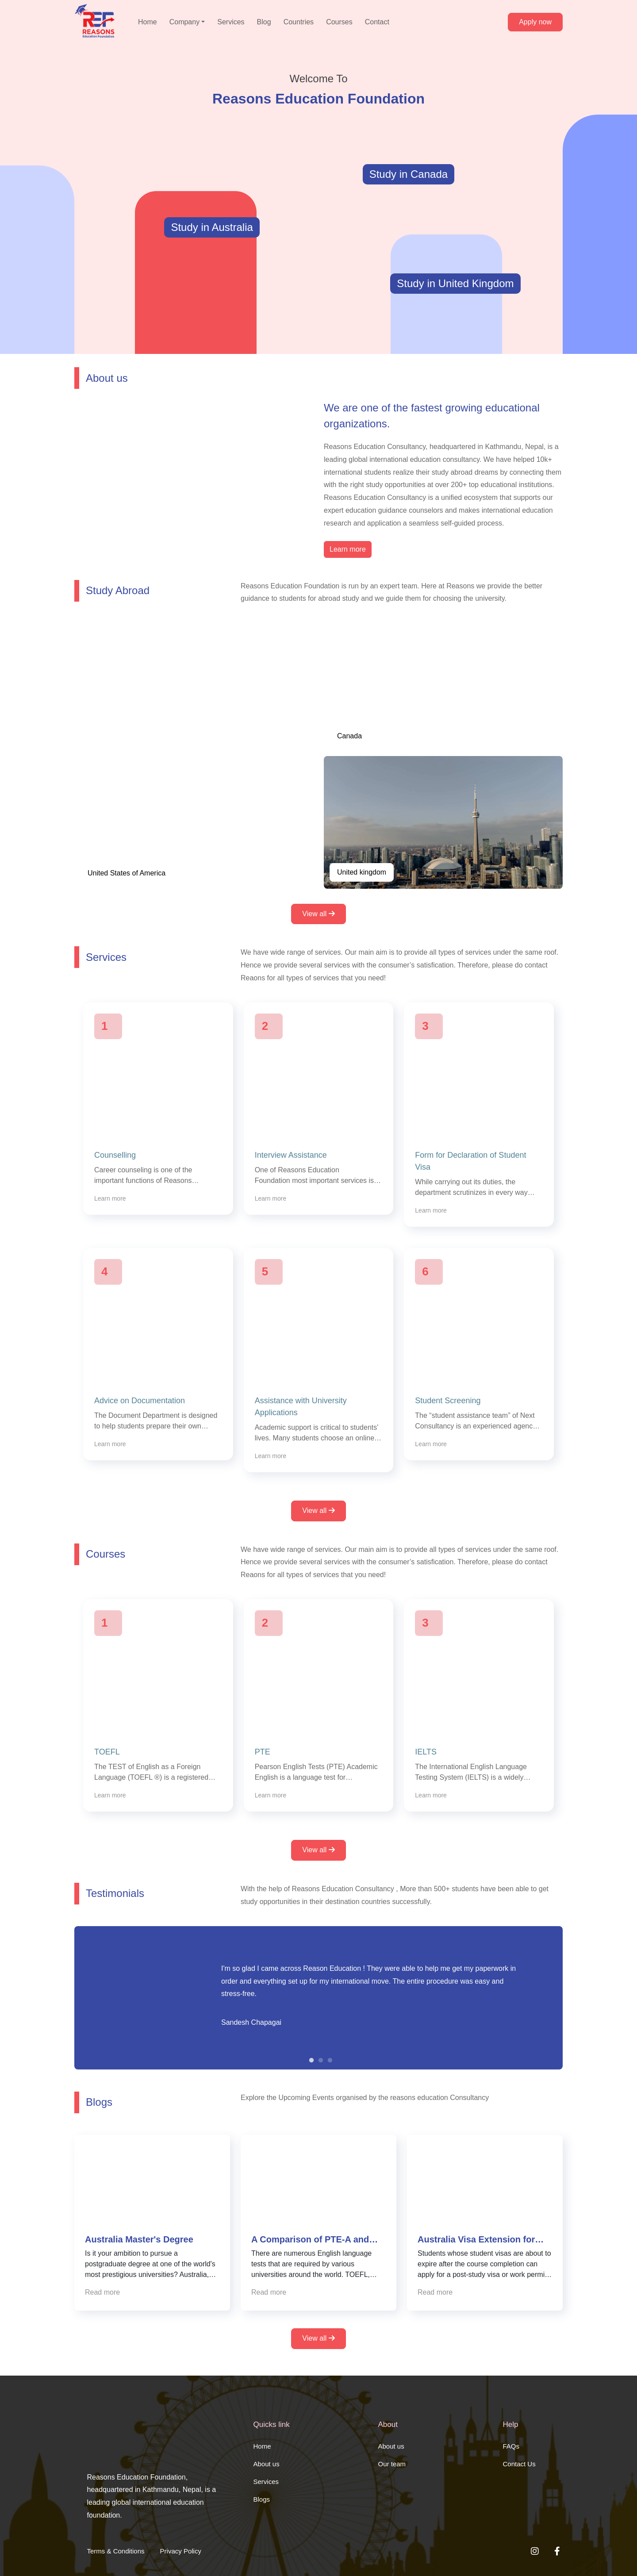 REF
REASONS
Education Foundation
Home
Company
Services
Blog
Countries
Courses
Contact
Apply now
Welcome To
Reasons Education Foundation
Study in Canada
Study in Australia
Study in United Kingdom
About us
We are one of the fastest growing educational
organizations.
Reasons Education Consultancy, headquartered in Kathmandu, Nepal, is a
leading global international education consultancy. We have helped 10k+
international students realize their study abroad dreams by connecting them
with the right study opportunities at over 200+ top educational institutions.
Reasons Education Consultancy is a unified ecosystem that supports our
expert education guidance counselors and makes international education
research and application a seamless self-guided process.
Learn more
Study Abroad
Reasons Education Foundation is run by an expert team. Here at Reasons we provide the better
guidance to students for abroad study and we guide them for choosing the university.
Canada
United States of America
United kingdom
View all
Services
We have wide range of services. Our main aim is to provide all types of services under the same roof.
Hence we provide several services with the consumer's satisfication. Therefore, please do contact
Reaons for all types of services that you need!
1
Counselling
Career counseling is one of the
important functions of Reasons…
Learn more
2
Interview Assistance
One of Reasons Education
Foundation most important services is…
Learn more
3
Form for Declaration of Student
Visa
While carrying out its duties, the
department scrutinizes in every way…
Learn more
4
Advice on Documentation
The Document Department is designed
to help students prepare their own…
Learn more
5
Assistance with University
Applications
Academic support is critical to students'
lives. Many students choose an online…
Learn more
6
Student Screening
The "student assistance team" of Next
Consultancy is an experienced agenc…
Learn more
View all
Courses
We have wide range of services. Our main aim is to provide all types of services under the same roof.
Hence we provide several services with the consumer's satisfication. Therefore, please do contact
Reaons for all types of services that you need!
1
TOEFL
The TEST of English as a Foreign
Language (TOEFL ®) is a registered…
Learn more
2
PTE
Pearson English Tests (PTE) Academic
English is a language test for…
Learn more
3
IELTS
The International English Language
Testing System (IELTS) is a widely…
Learn more
View all
Testimonials
With the help of Reasons Education Consultancy , More than 500+ students have been able to get
study opportunities in their destination countries successfully.
I'm so glad I came across Reason Education ! They were able to help me get my paperwork in
order and everything set up for my international move. The entire procedure was easy and
stress-free.
Sandesh Chapagai
Blogs
Explore the Upcoming Events organised by the reasons education Consultancy
Australia Master's Degree
Is it your ambition to pursue a
postgraduate degree at one of the world's
most prestigious universities? Australia,…
Read more
A Comparison of PTE-A and…
There are numerous English language
tests that are required by various
universities around the world. TOEFL,…
Read more
Australia Visa Extension for…
Students whose student visas are about to
expire after the course completion can
apply for a post-study visa or work permi…
Read more
View all
Reasons Education Foundation,
headquartered in Kathmandu, Nepal, is a
leading global international education
foundation.
Quicks link
Home
About us
Services
Blogs
About
About us
Our team
Help
FAQs
Contact Us
Terms & Conditions
Privacy Policy